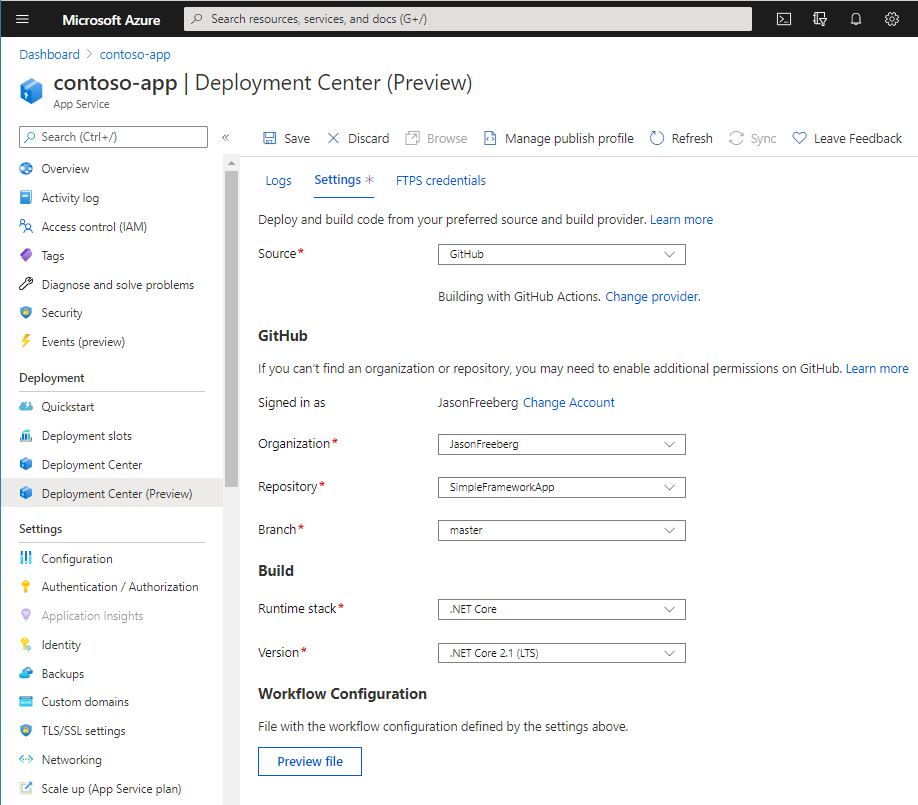 Microsoft Azure
Search resources, services, and docs (G+/)
Dashboard > contoso-app
contoso-app | Deployment Center (Preview)
App Service
Search (Ctrl+/)
«
Overview
Activity log
Access control (IAM)
Tags
Diagnose and solve problems
Security
Events (preview)
Deployment
Quickstart
Deployment slots
Deployment Center
Deployment Center (Preview)
Settings
Configuration
Authentication / Authorization
Application Insights
Identity
Backups
Custom domains
TLS/SSL settings
Networking
Scale up (App Service plan)
Save Discard Browse Manage publish profile Refresh Sync Leave Feedback
Logs Settings * FTPS credentials
Deploy and build code from your preferred source and build provider. Learn more
Source* GitHub
Building with GitHub Actions. Change provider.
GitHub
If you can't find an organization or repository, you may need to enable additional permissions on GitHub. Learn more
Signed in as JasonFreeberg Change Account
Organization* JasonFreeberg
Repository* SimpleFrameworkApp
Branch* master
Build
Runtime stack* .NET Core
Version* .NET Core 2.1 (LTS)
Workflow Configuration
File with the workflow configuration defined by the settings above.
Preview file